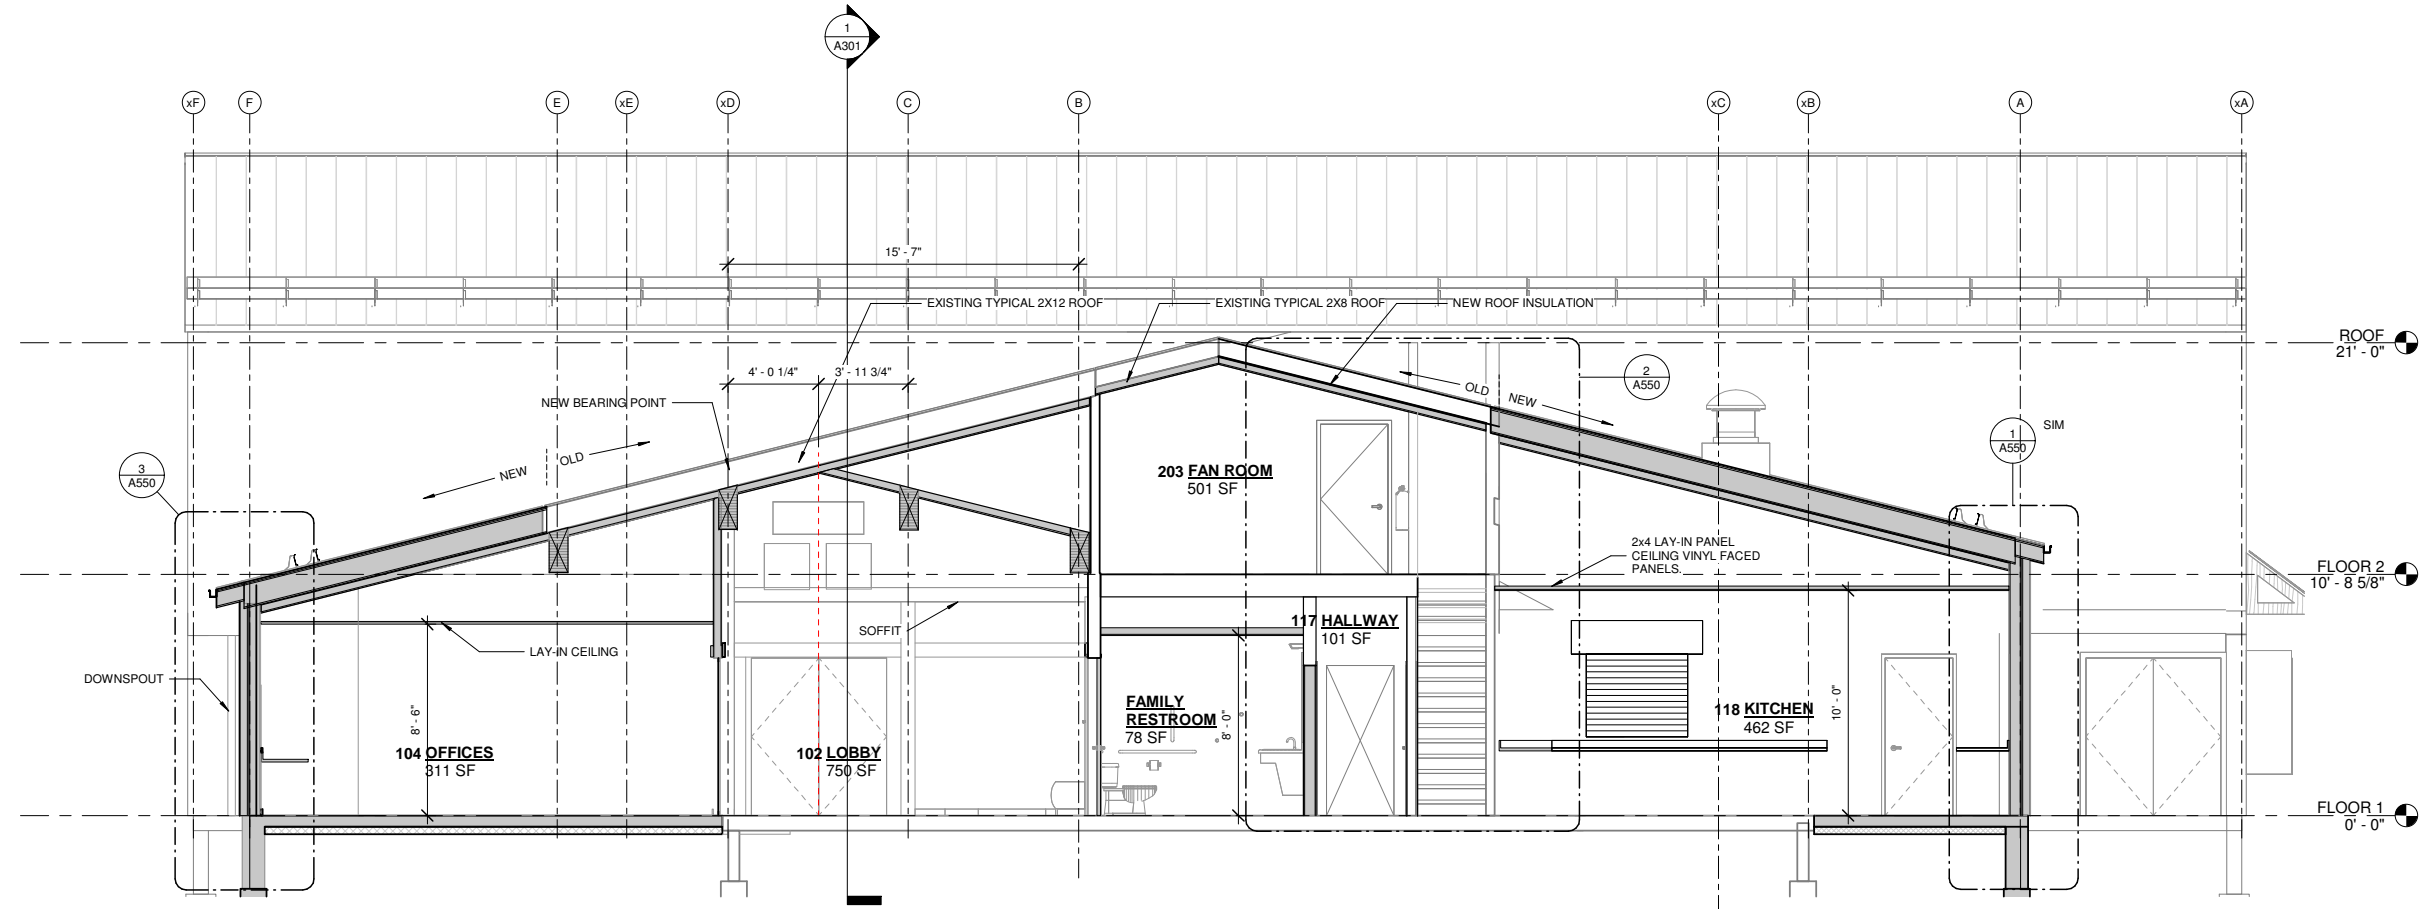 1
A301
xF
F
E
xE
xD
C
B
xC
xB
A
xA
15' - 7"
EXISTING TYPICAL 2X12 ROOF
EXISTING TYPICAL 2X8 ROOF
NEW ROOF INSULATION
ROOF
21' - 0"
4' - 0 1/4"
3' - 11 3/4"
2
A550
OLD
NEW
NEW BEARING POINT
1
A550
SIM
NEW
OLD
3
A550
203 FAN ROOM
501 SF
2x4 LAY-IN PANEL
CEILING VINYL FACED
PANELS.
FLOOR 2
10' - 8 5/8"
SOFFIT
117 HALLWAY
101 SF
LAY-IN CEILING
DOWNSPOUT
8' - 6"
FAMILY
RESTROOM
78 SF
8' - 0"
10' - 0"
118 KITCHEN
462 SF
104 OFFICES
311 SF
102 LOBBY
750 SF
FLOOR 1
0' - 0"